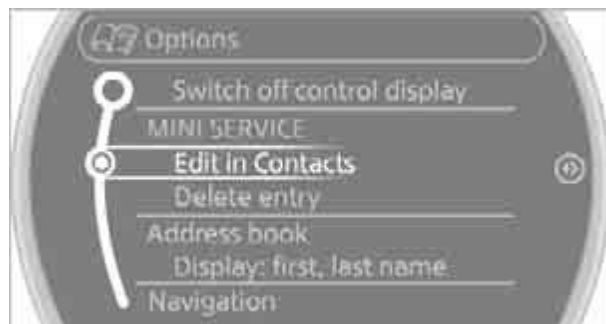 Options
Switch off control display
MINI SERVICE
Edit in Contacts
Delete entry
Address book
Display: first, last name
Navigation